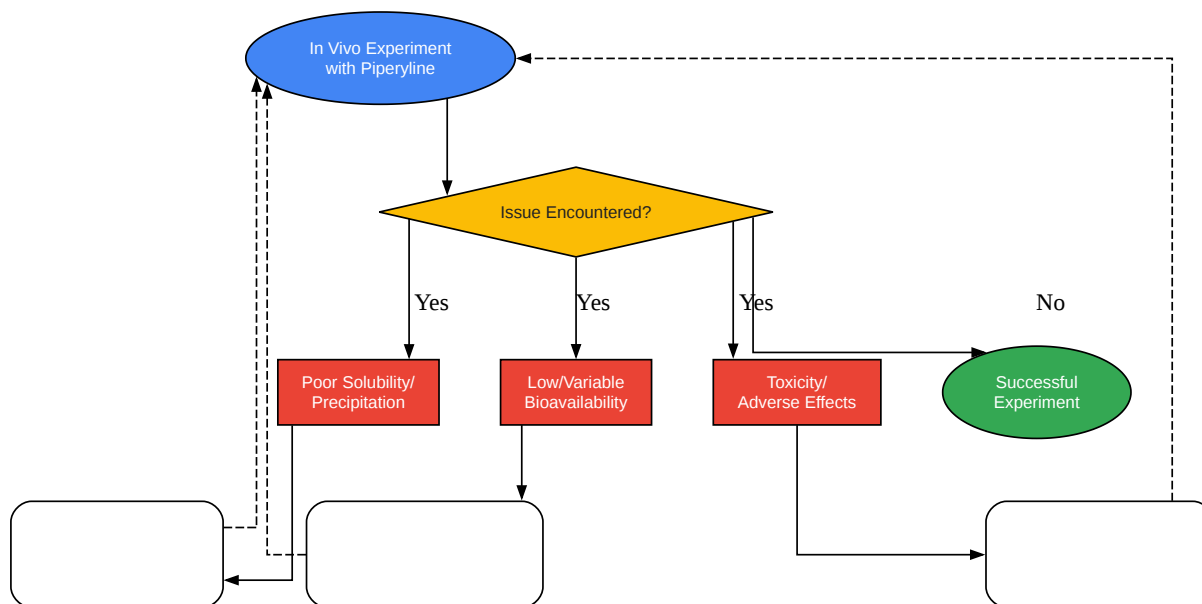 In Vivo Experiment
with Piperyline
Issue Encountered?
Yes
Yes
Yes
No
Poor Solubility/
Precipitation
Low/Variable
Bioavailability
Toxicity/
Adverse Effects
Successful
Experiment